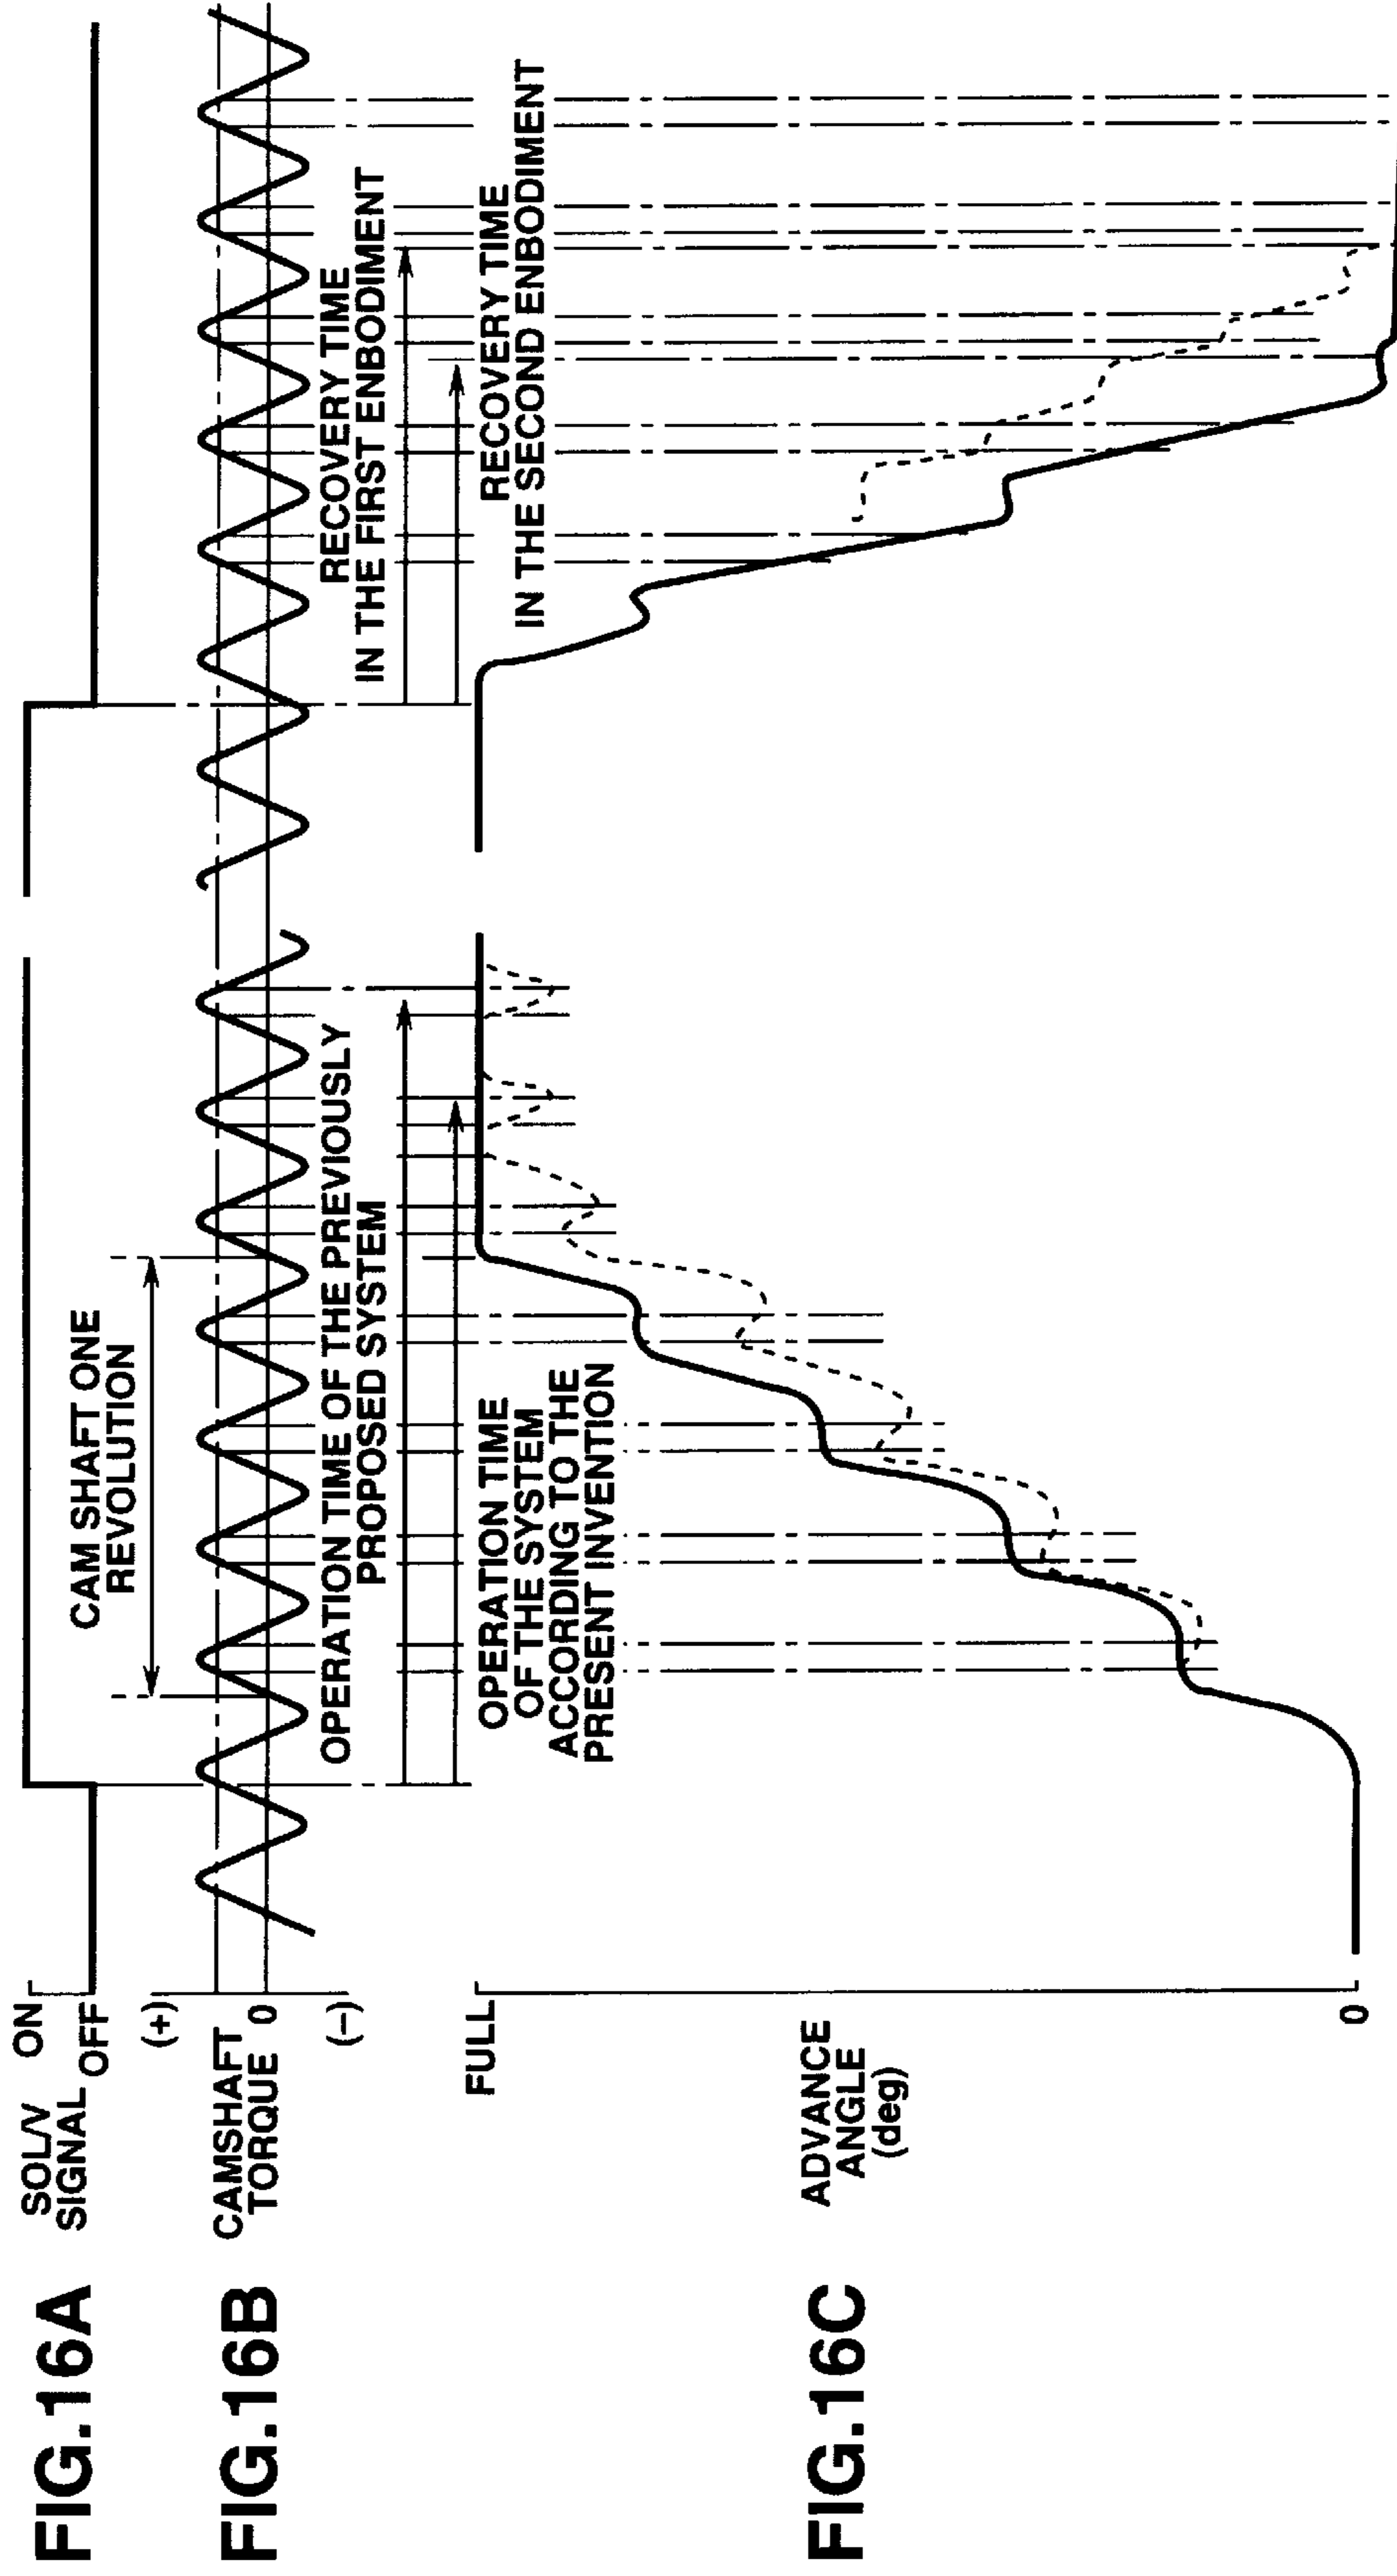 FIG.16A
SOL/V
SIGNAL
ON
OFF
FIG.16B
CAMSHAFT
TORQUE
(+)
0
(−)
CAM SHAFT ONE
REVOLUTION
OPERATION TIME OF THE PREVIOUSLY
PROPOSED SYSTEM
OPERATION TIME
OF THE SYSTEM
ACCORDING TO THE
PRESENT INVENTION
RECOVERY TIME
IN THE FIRST ENBODIMENT
RECOVERY TIME
IN THE SECOND ENBODIMENT
FIG.16C
ADVANCE
ANGLE
(deg)
FULL
0